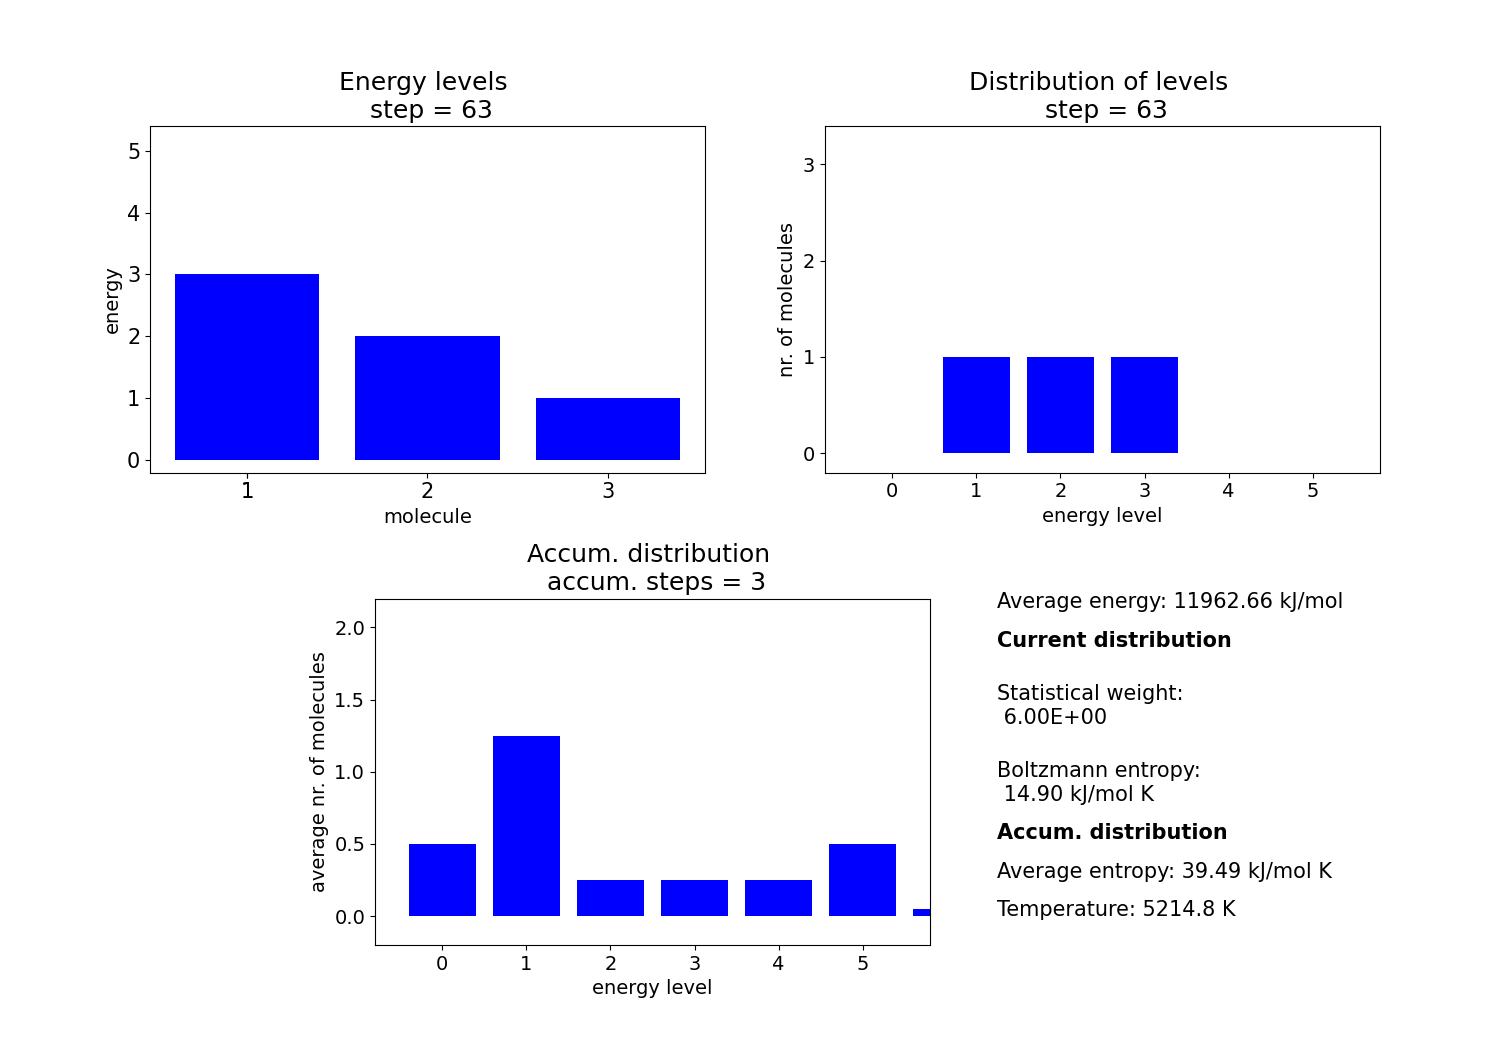 Energy levels
step = 63
5
4
3
2
1
0
energy
1
2
3
molecule
Distribution of levels
step = 63
3
2
1
0
nr. of molecules
0
1
2
3
4
5
energy level
Accum. distribution
accum. steps = 3
2.0
1.5
1.0
0.5
0.0
average nr. of molecules
0
1
2
3
4
5
energy level
Average energy: 11962.66 kJ/mol
Current distribution
Statistical weight:
6.00E+00
Boltzmann entropy:
14.90 kJ/mol K
Accum. distribution
Average entropy: 39.49 kJ/mol K
Temperature: 5214.8 K